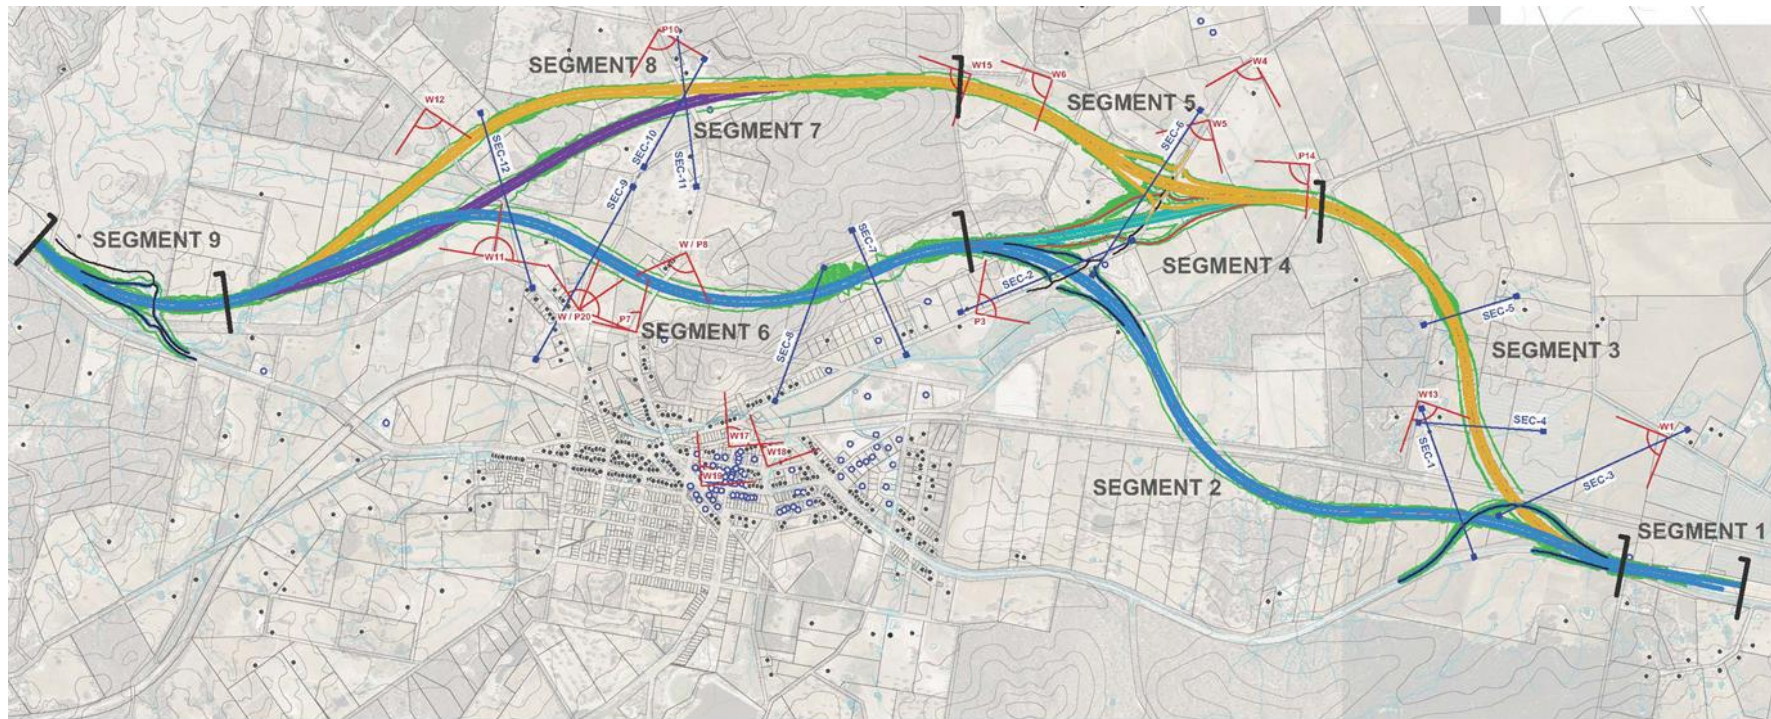 P10
SEGMENT 8
W15
W6
W4
W12
SEGMENT 5
W5
SEC-6
SEGMENT 7
SEC-10
SEC-12
P14
SEC-11
SEC-9
SEGMENT 9
SEC-7
W / P8
W11
SEGMENT 4
SEC-2
SEC-5
W / P20
P7
P3
SEGMENT 6
SEC-8
SEGMENT 3
W13
SEC-4
W1
W17
W18
SEC-1
W19
SEC-3
SEGMENT 2
SEGMENT 1